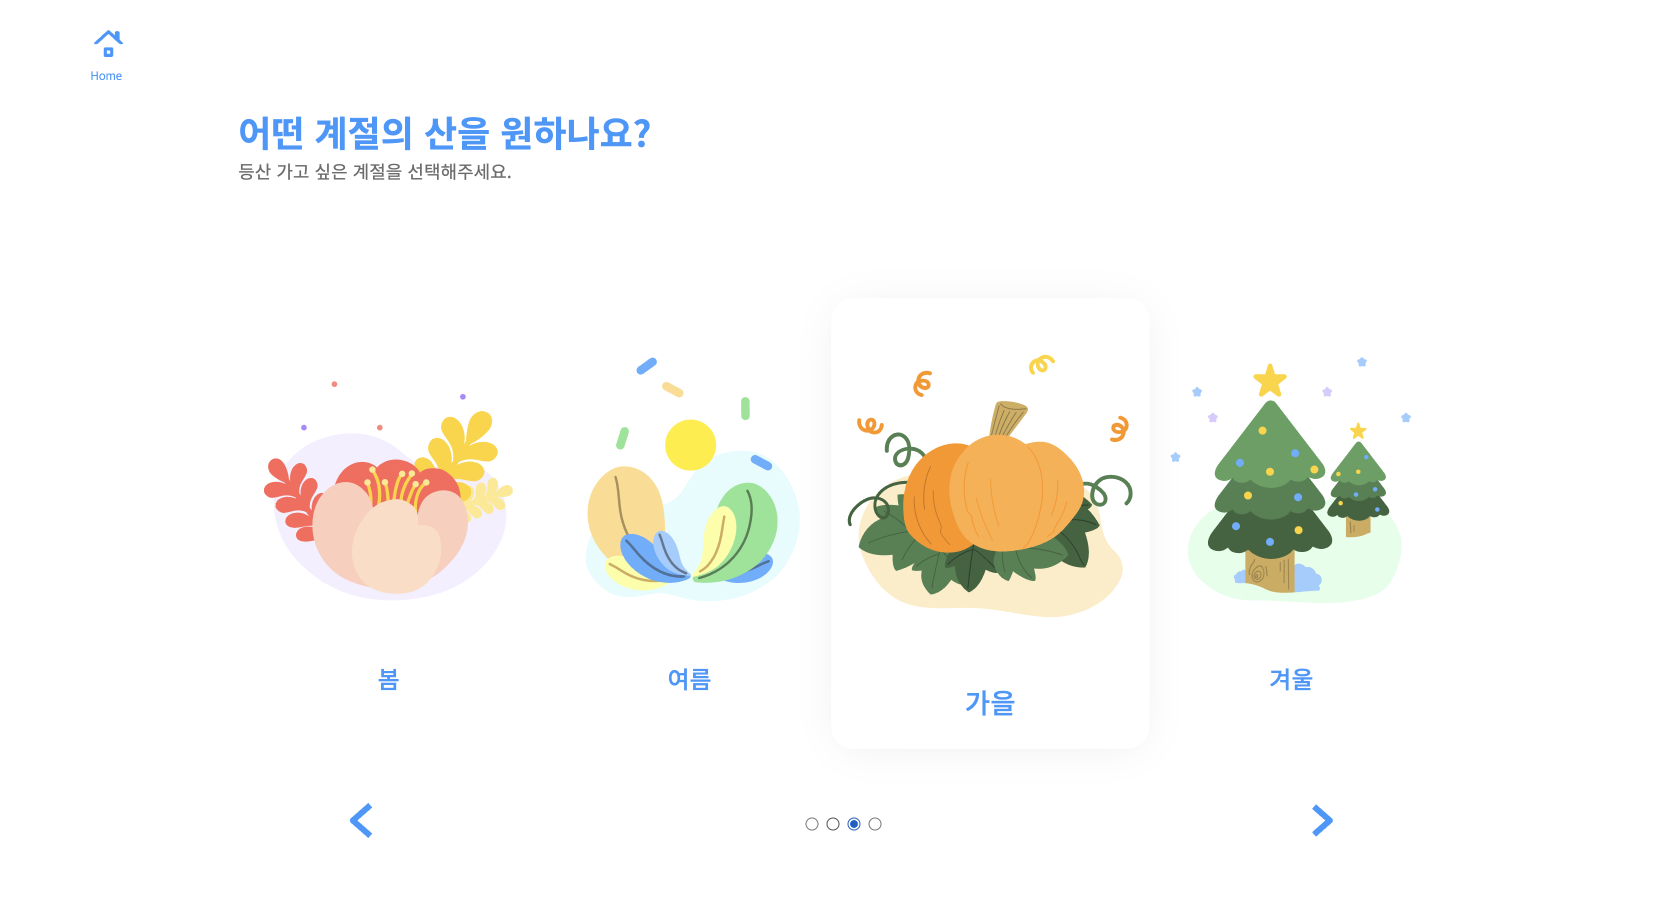 Home
어떤 계절의 산을 원하나요?
등산 가고 싶은 계절을 선택해주세요.
봄
여름
가을
겨울